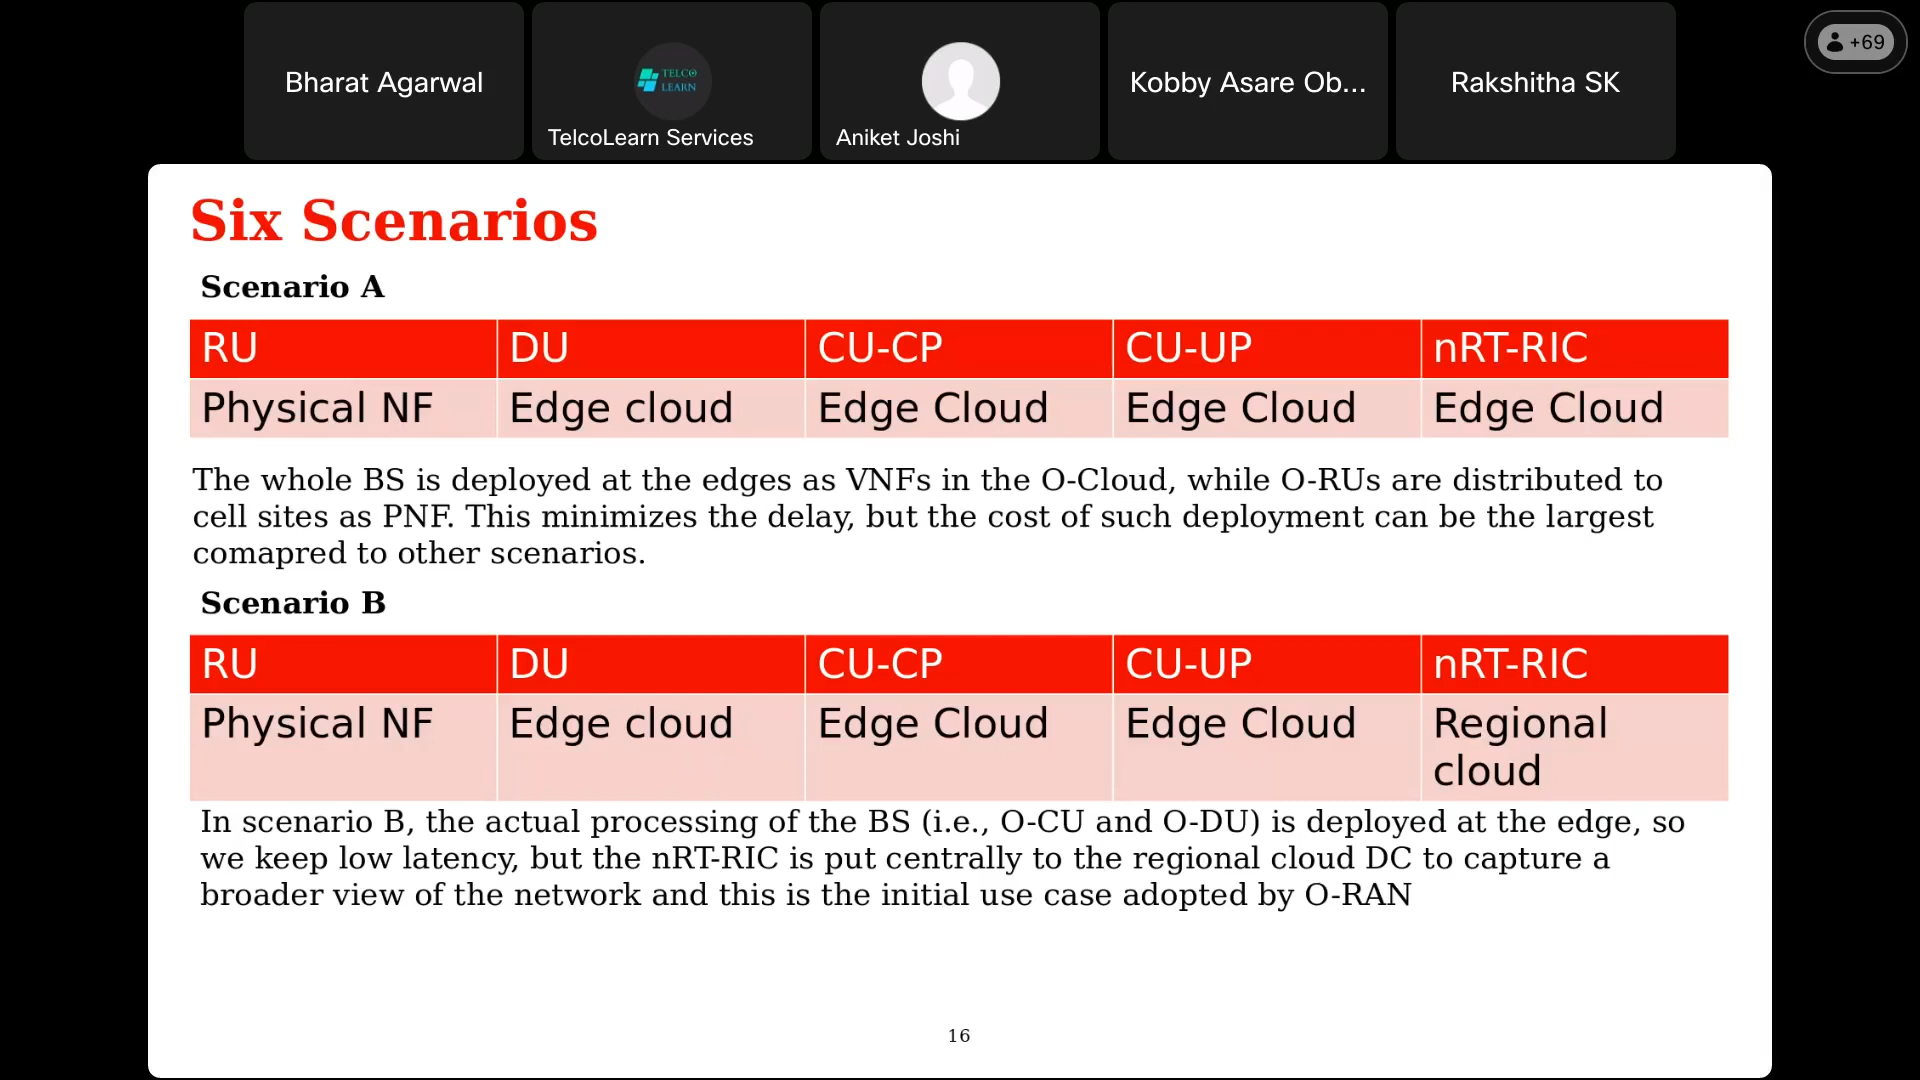 Bharat Agarwal
TELCO
LEARN
TelcoLearn Services
Aniket Joshi
Kobby Asare Ob...
Rakshitha SK
+69
Six Scenarios
Scenario A
RU DU CU-CP CU-UP nRT-RIC
Physical NF Edge cloud Edge Cloud Edge Cloud Edge Cloud
The whole BS is deployed at the edges as VNFs in the O-Cloud, while O-RUs are distributed to
cell sites as PNF. This minimizes the delay, but the cost of such deployment can be the largest
comapred to other scenarios.
Scenario B
RU DU CU-CP CU-UP nRT-RIC
Physical NF Edge cloud Edge Cloud Edge Cloud Regional
cloud
In scenario B, the actual processing of the BS (i.e., O-CU and O-DU) is deployed at the edge, so
we keep low latency, but the nRT-RIC is put centrally to the regional cloud DC to capture a
broader view of the network and this is the initial use case adopted by O-RAN
16